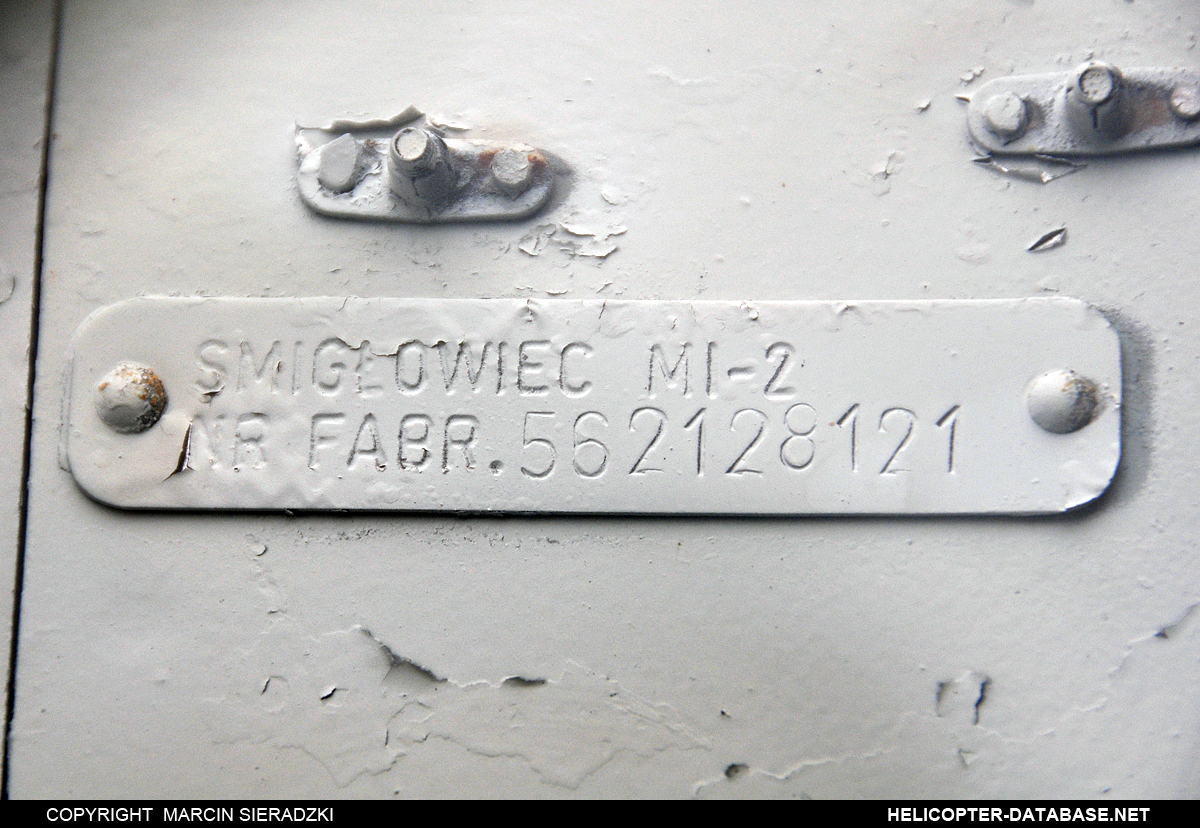 SMIGŁOWIEC MI-2
NR FABR. 562128121
COPYRIGHT MARCIN SIERADZKI
HELICOPTER-DATABASE.NET